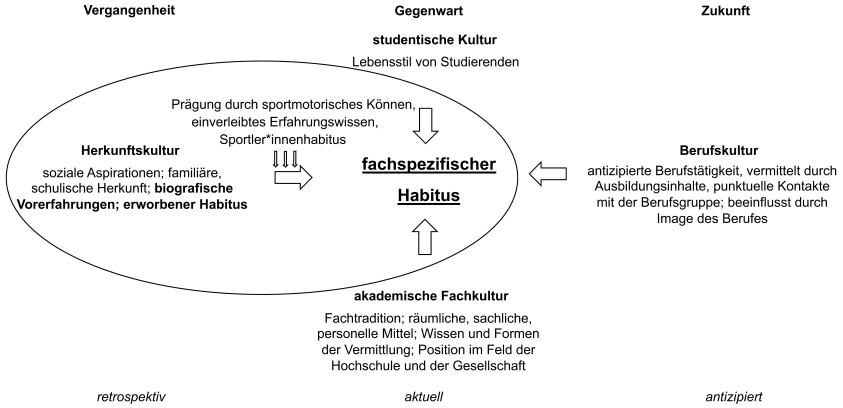 Vergangenheit
Gegenwart
Zukunft
studentische Kultur
Lebensstil von Studierenden
Prägung durch sportmotorisches Können,
einverleibtes Erfahrungswissen,
Sportler*innenhabitus
Herkunftskultur
soziale Aspirationen; familiäre,
schulische Herkunft; biografische
Vorerfahrungen; erworbener Habitus
fachspezifischer
Habitus
Berufskultur
antizipierte Berufstätigkeit, vermittelt durch
Ausbildungsinhalte, punktuelle Kontakte
mit der Berufsgruppe; beeinflusst durch
Image des Berufes
akademische Fachkultur
Fachtradition; räumliche, sachliche,
personelle Mittel; Wissen und Formen
der Vermittlung; Position im Feld der
Hochschule und der Gesellschaft
retrospektiv
aktuell
antizipiert